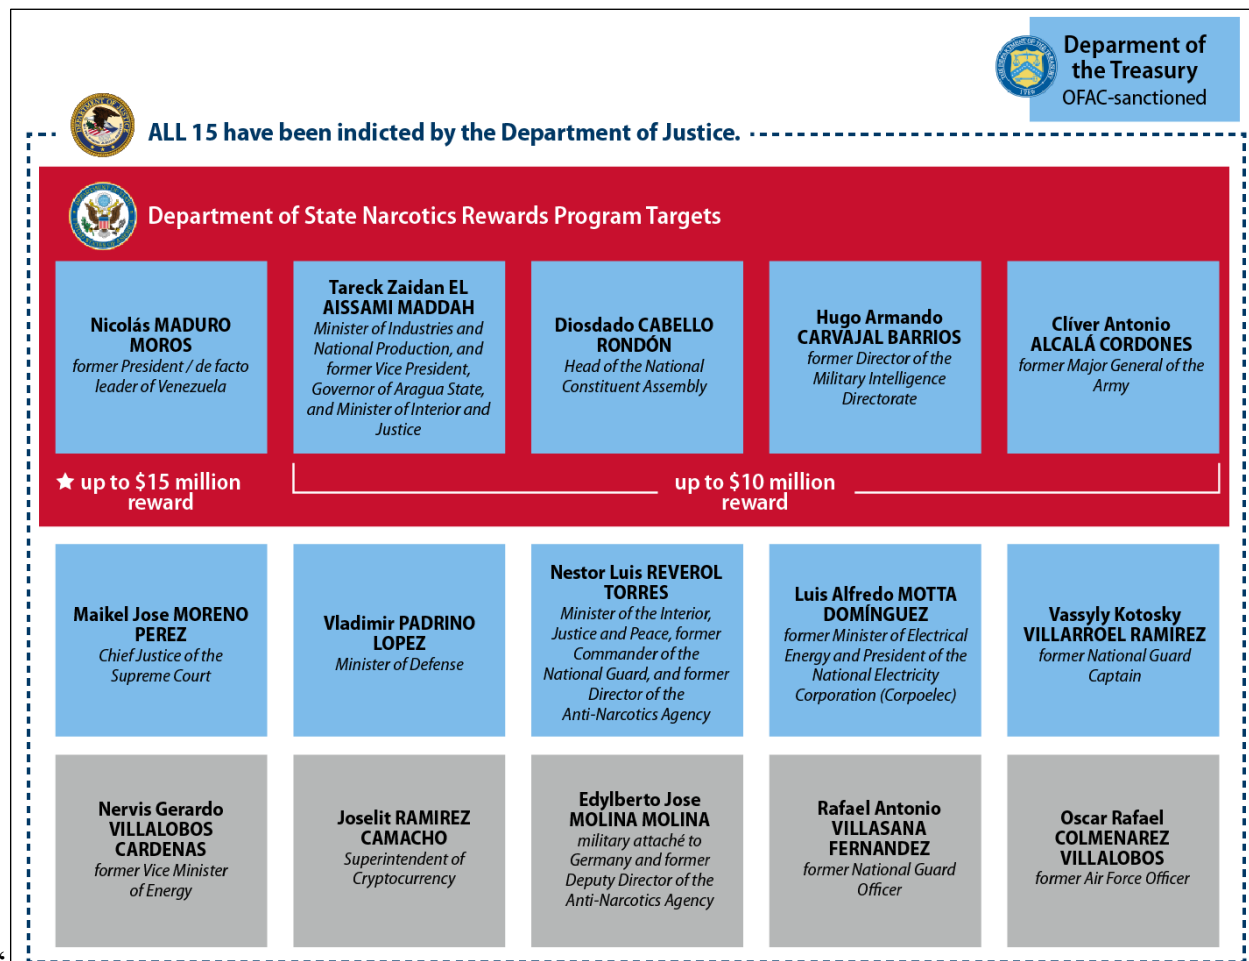 Deparment of
the Treasury
OFAC-sanctioned
ALL 15 have been indicted by the Department of Justice.
Department of State Narcotics Rewards Program Targets
Nicolás MADURO
MOROS
former President / de facto
leader of Venezuela
Tareck Zaidan EL
AISSAMI MADDAH
Minister of Industries and
National Production, and
former Vice President,
Governor of Aragua State,
and Minister of Interior and
Justice
Diosdado CABELLO
RONDÓN
Head of the National
Constituent Assembly
Hugo Armando
CARVAJAL BARRIOS
former Director of the
Military Intelligence
Directorate
Clíver Antonio
ALCALÁ CORDONES
former Major General of the
Army
★ up to $15 million
reward
up to $10 million
reward
Maikel Jose MORENO
PEREZ
Chief Justice of the
Supreme Court
Vladimir PADRINO
LOPEZ
Minister of Defense
Nestor Luis REVEROL
TORRES
Minister of the Interior,
Justice and Peace, former
Commander of the
National Guard, and former
Director of the
Anti-Narcotics Agency
Luis Alfredo MOTTA
DOMÍNGUEZ
former Minister of Electrical
Energy and President of the
National Electricity
Corporation (Corpoelec)
Vassyly Kotosky
VILLARROEL RAMIREZ
former National Guard
Captain
Nervis Gerardo
VILLALOBOS
CARDENAS
former Vice Minister
of Energy
Joselit RAMIREZ
CAMACHO
Superintendent of
Cryptocurrency
Edylberto Jose
MOLINA MOLINA
military attaché to
Germany and former
Deputy Director of the
Anti-Narcotics Agency
Rafael Antonio
VILLASANA
FERNANDEZ
former National Guard
Officer
Oscar Rafael
COLMENAREZ
VILLALOBOS
former Air Force Officer